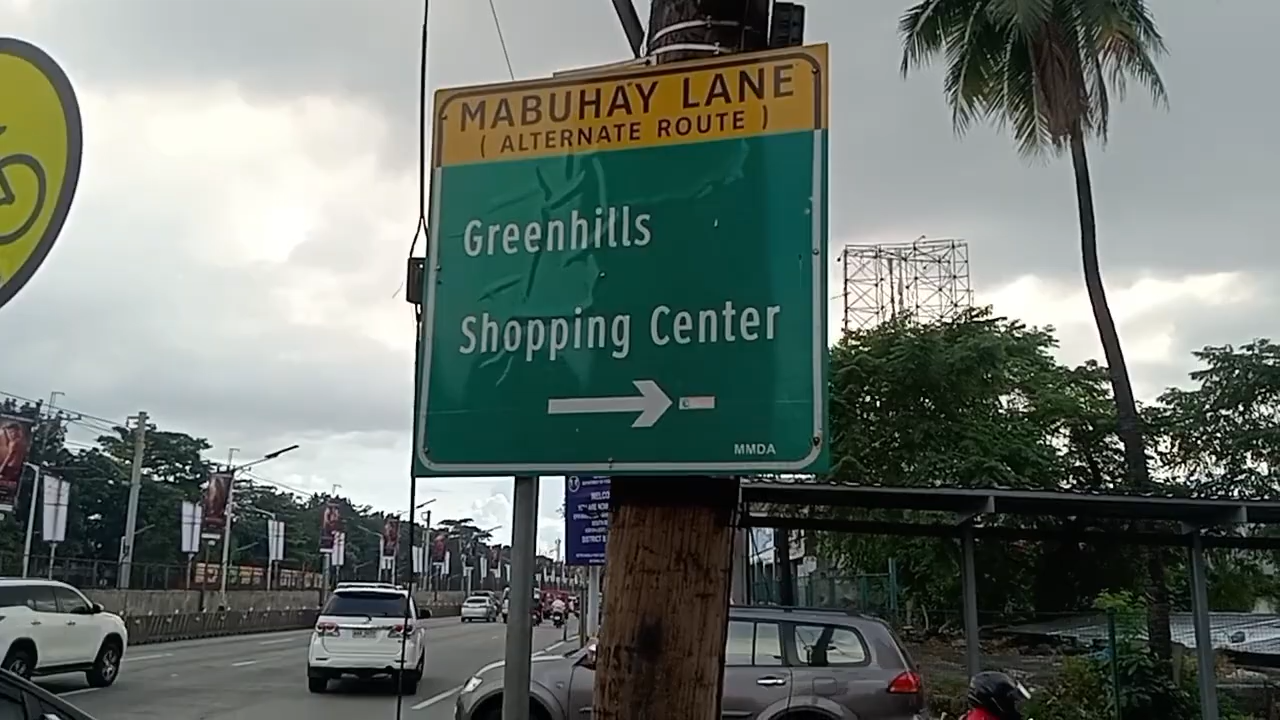 MABUHAY LANE
( ALTERNATE ROUTE )
Greenhills
Shopping Center
MMDA